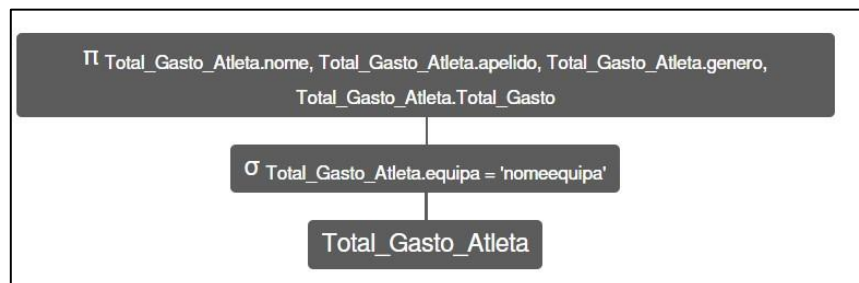 π Total_Gasto_Atleta.nome, Total_Gasto_Atleta.apelido, Total_Gasto_Atleta.genero,
Total_Gasto_Atleta.Total_Gasto
σ Total_Gasto_Atleta.equipa = 'nomeequipa'
Total_Gasto_Atleta